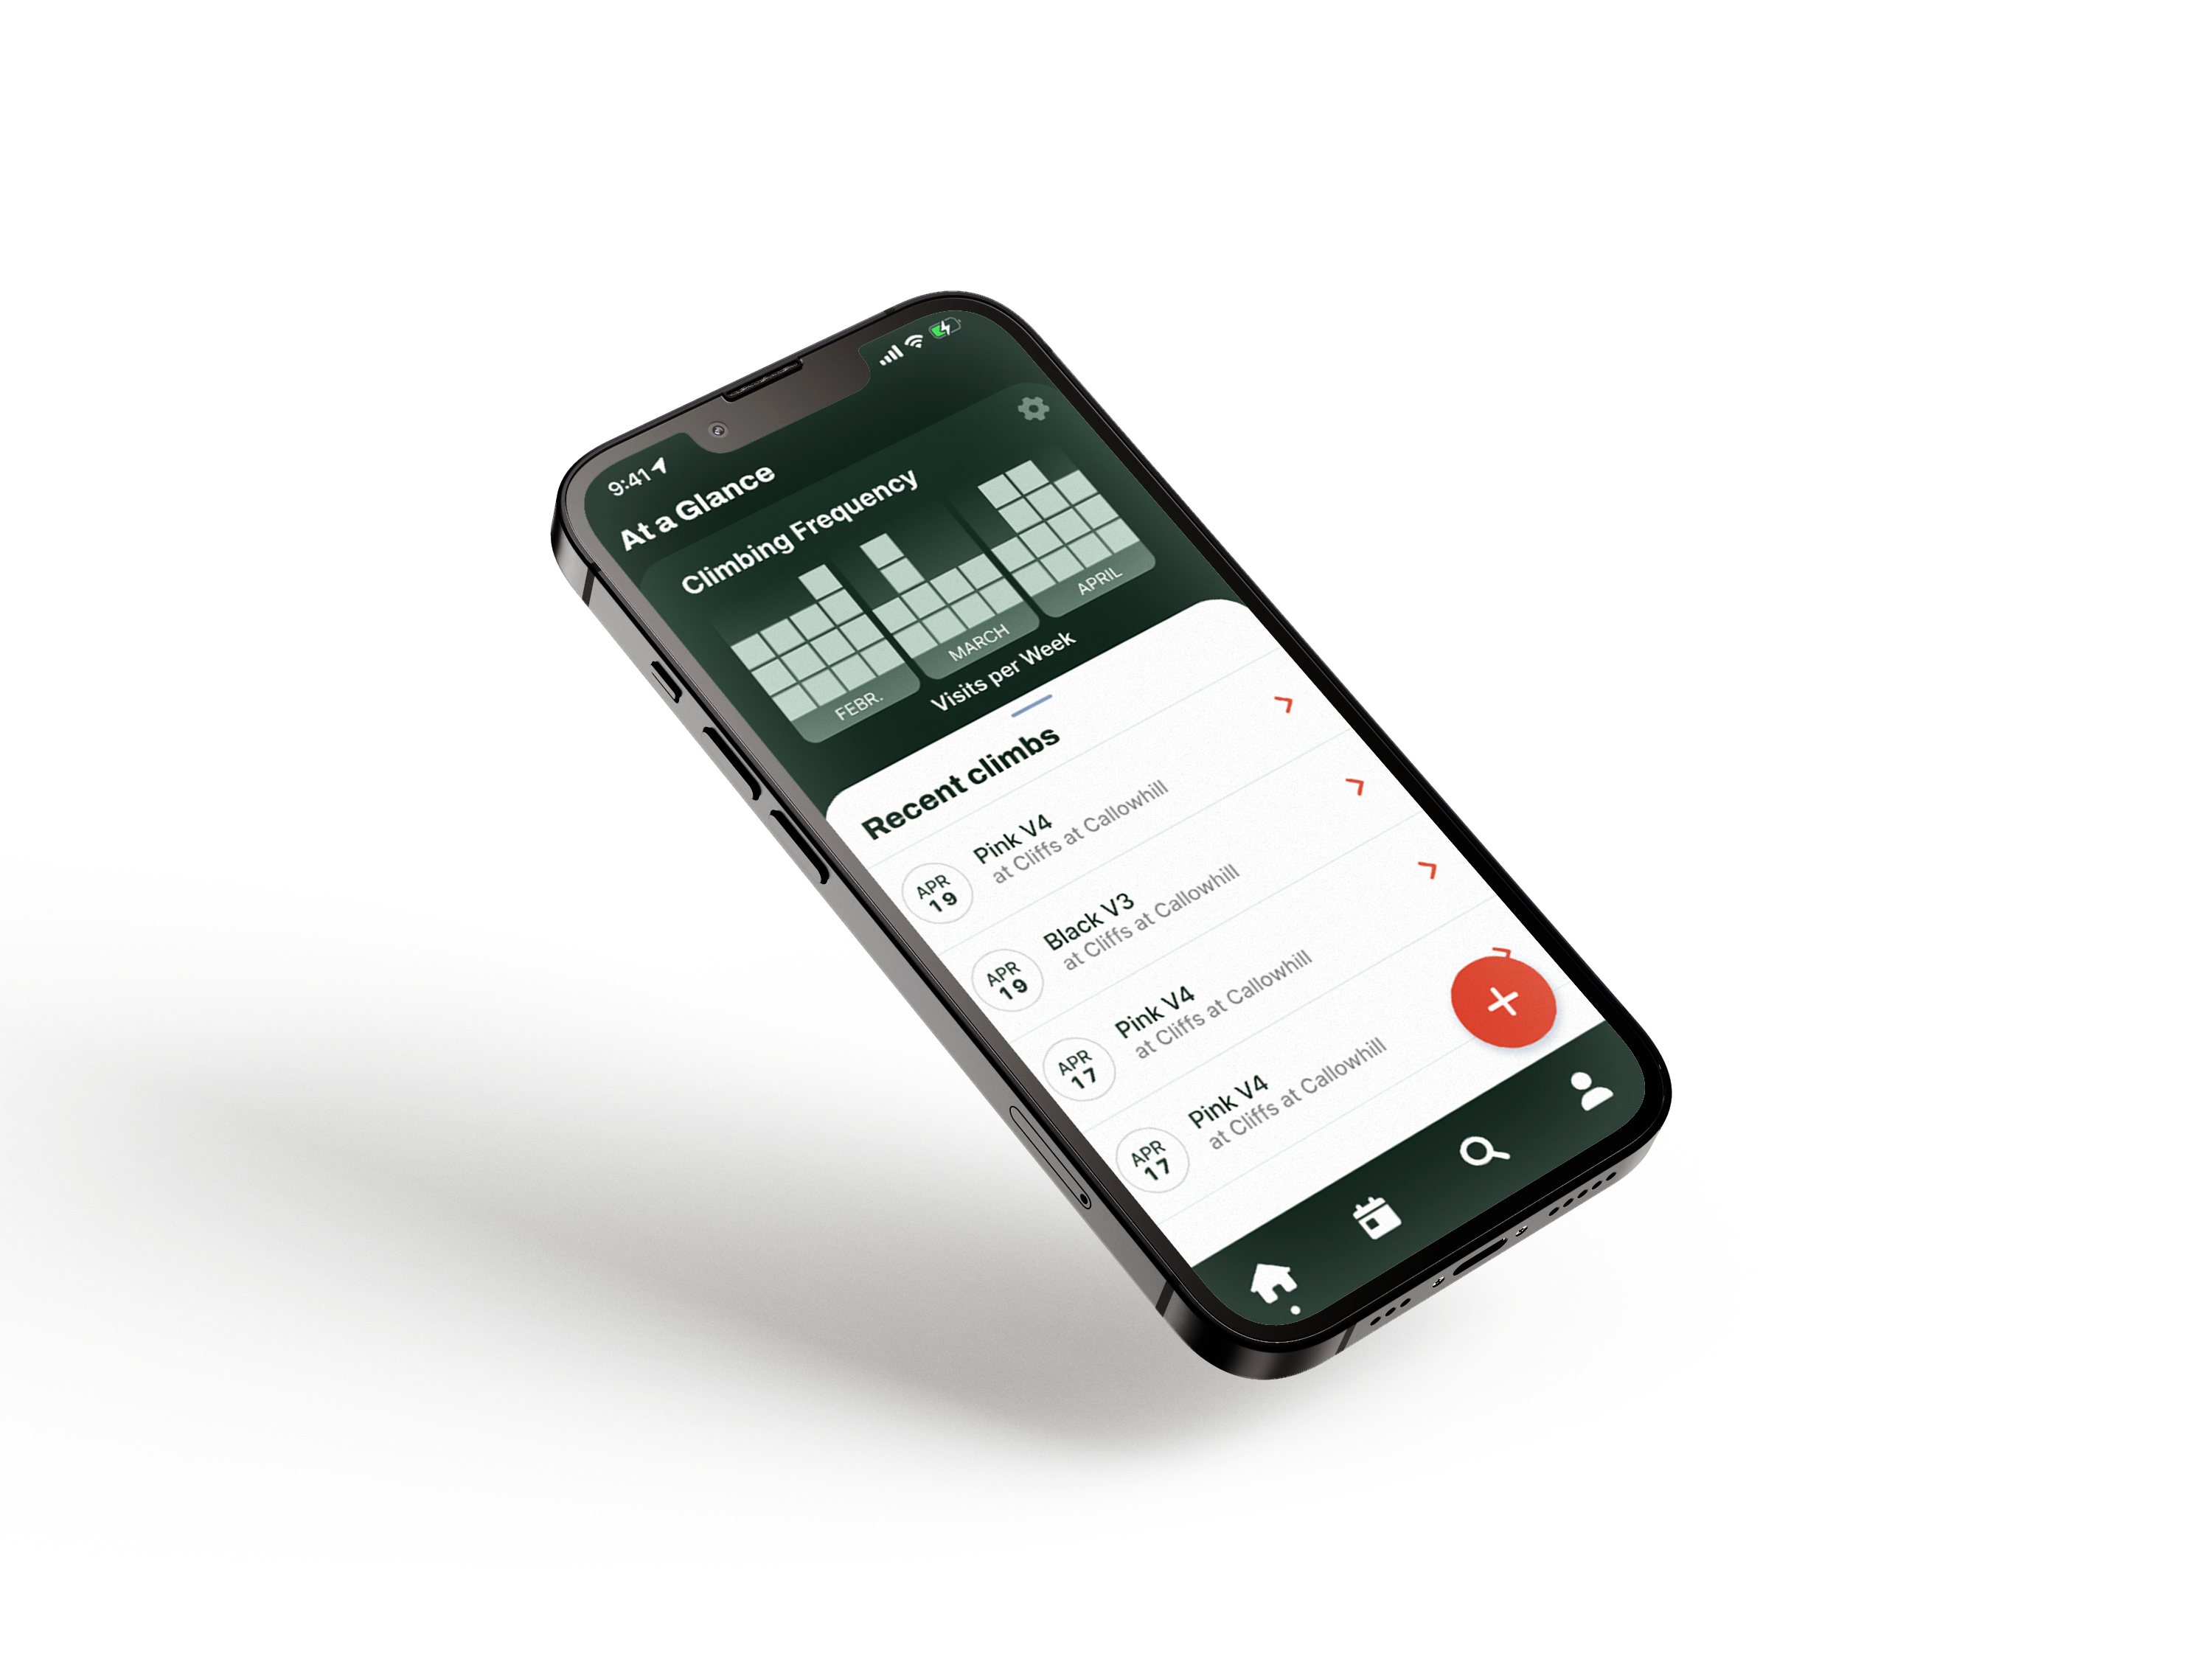 9:41
At a Glance
Climbing Frequency
FEBR.
MARCH
APRIL
Visits per Week
Recent climbs
APR
19
Pink V4
at Cliffs at Callowhill
APR
19
Black V3
at Cliffs at Callowhill
APR
17
Pink V4
at Cliffs at Callowhill
APR
17
Pink V4
at Cliffs at Callowhill